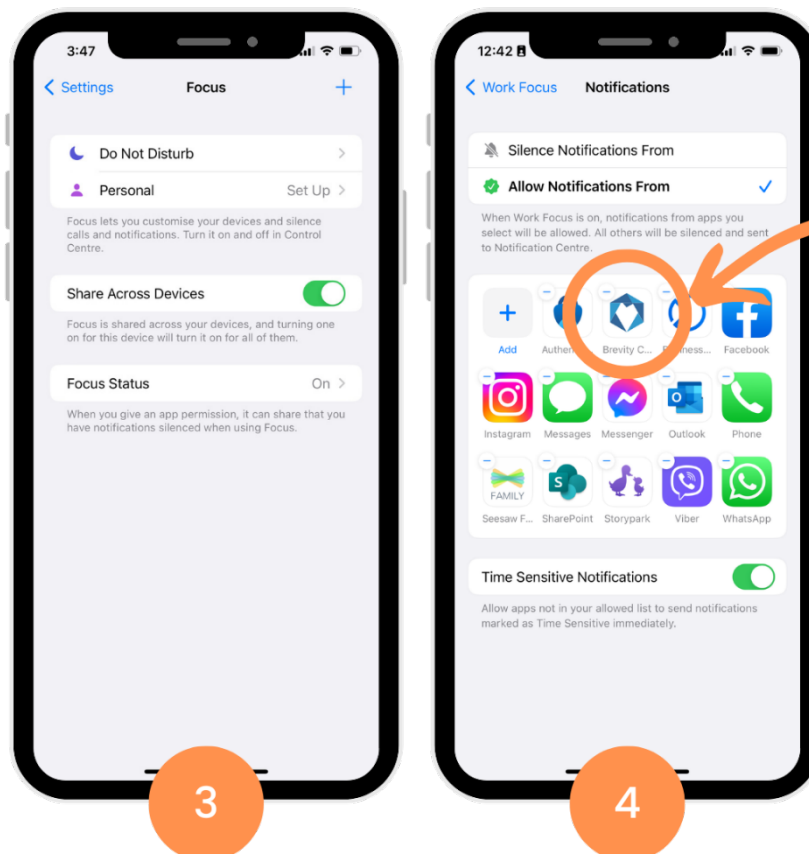 3:47
Settings
Focus
+
Do Not Disturb
Personal
Set Up
Focus lets you customise your devices and silence
calls and notifications. Turn it on and off in Control
Centre.
Share Across Devices
Focus is shared across your devices, and turning one
on for this device will turn it on for all of them.
Focus Status
On
When you give an app permission, it can share that you
have notifications silenced when using Focus.
3
12:42
Work Focus
Notifications
Silence Notifications From
Allow Notifications From
When Work Focus is on, notifications from apps you
select will be allowed. All others will be silenced and sent
to Notification Centre.
Add
Brevity C...
Facebook
Instagram
Messages
Messenger
Outlook
Phone
FAMILY
Seesaw F...
SharePoint
Storypark
Viber
WhatsApp
Time Sensitive Notifications
Allow apps not in your allowed list to send notifications
marked as Time Sensitive immediately.
4